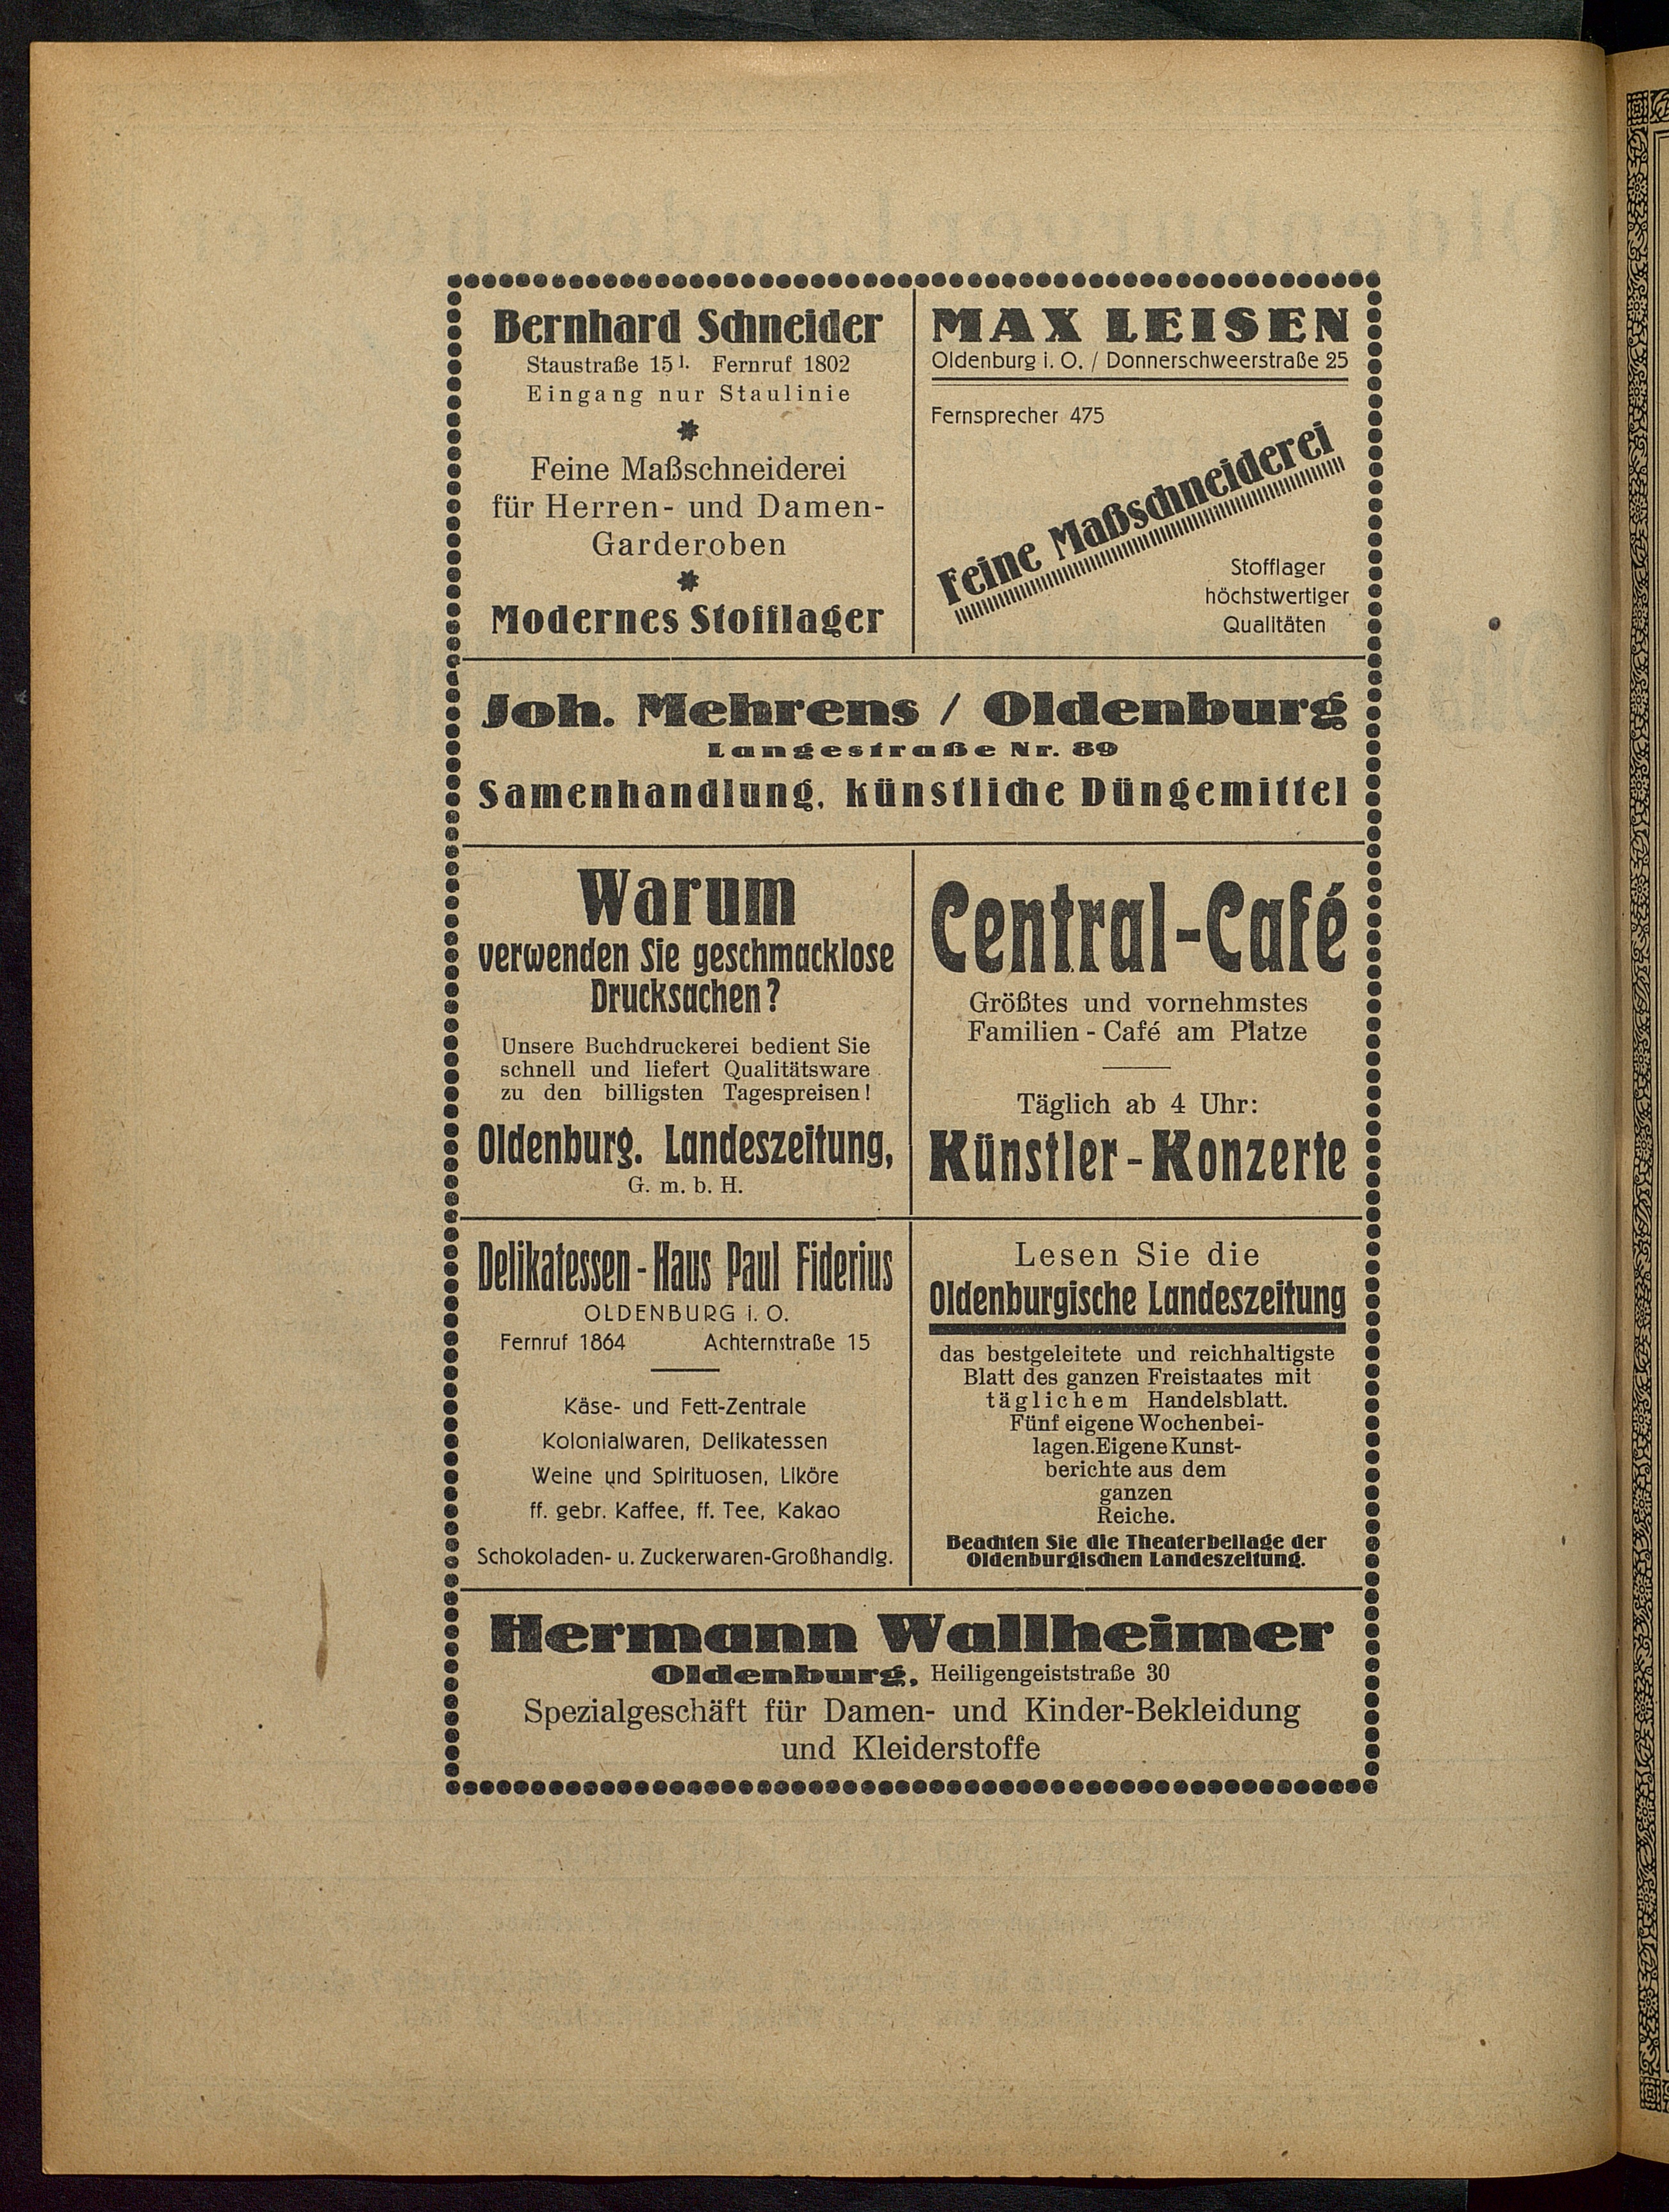 Bernhard Schneider
Staustraße 15 I. Fernruf 1802
Eingang nur Staulinie
Feine Maßschneiderei
für Herren- und Damen-
Garderoben
Modernes Stofflager
MAX LEISEN
Oldenburg i. O. / Donnerschweerstraße 25
Fernsprecher 475
Feine Maßschneiderei
Stofflager
höchstwertiger
Qualitäten
Joh. Mehrens / Oldenburg
Langestraße Nr. 89
Samenhandlung, künstliche Düngemittel
Warum
verwenden Sie geschmacklose
Drucksachen?
Unsere Buchdruckerei bedient Sie
schnell und liefert Qualitätsware
zu den billigsten Tagespreisen!
Oldenburg. Landeszeitung,
G. m. b. H.
Central-Café
Größtes und vornehmstes
Familien-Café am Platze
Täglich ab 4 Uhr:
Künstler-Konzerte
Delikatessen-Haus Paul Fiderius
OLDENBURG i. O.
Fernruf 1864 Achternstraße 15
Käse- und Fett-Zentrale
Kolonialwaren, Delikatessen
Weine und Spirituosen, Liköre
ff. gebr. Kaffee, ff. Tee, Kakao
Schokoladen- u. Zuckerwaren-Großhandlg.
Lesen Sie die
Oldenburgische Landeszeitung
das bestgeleitete und reichhaltigste
Blatt des ganzen Freistaates mit
täglichem Handelsblatt.
Fünf eigene Wochenbei-
lagen. Eigene Kunst-
berichte aus dem
ganzen
Reiche.
Beachten Sie die Theaterbeilage der
Oldenburgischen Landeszeitung.
Hermann Wallheimer
Oldenburg, Heiligengeiststraße 30
Spezialgeschäft für Damen- und Kinder-Bekleidung
und Kleiderstoffe